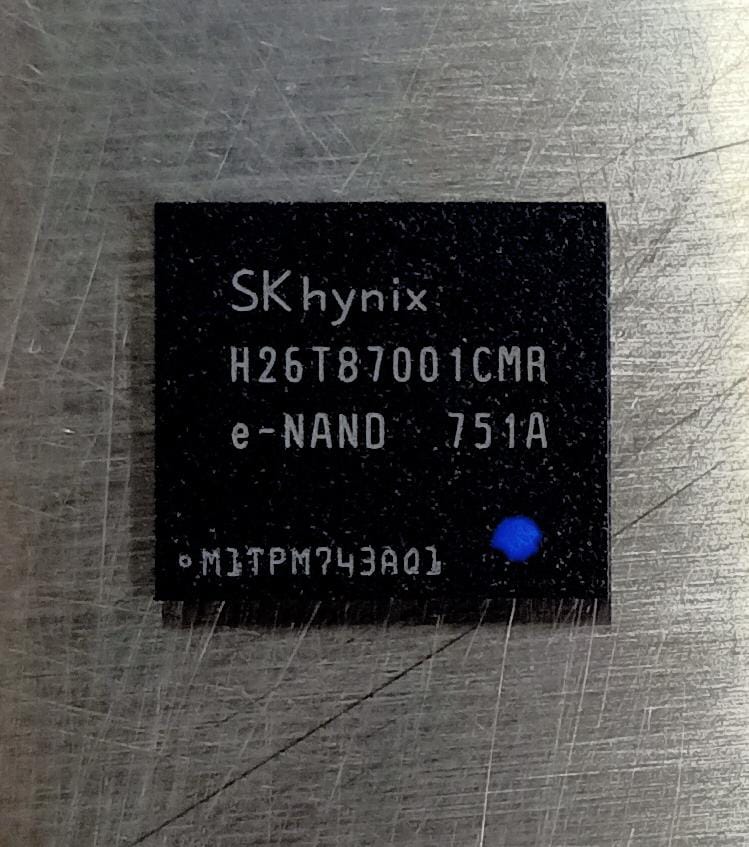 SK hynix
H26T87001CMR
e-NAND 751A
M1TPM743AQ1